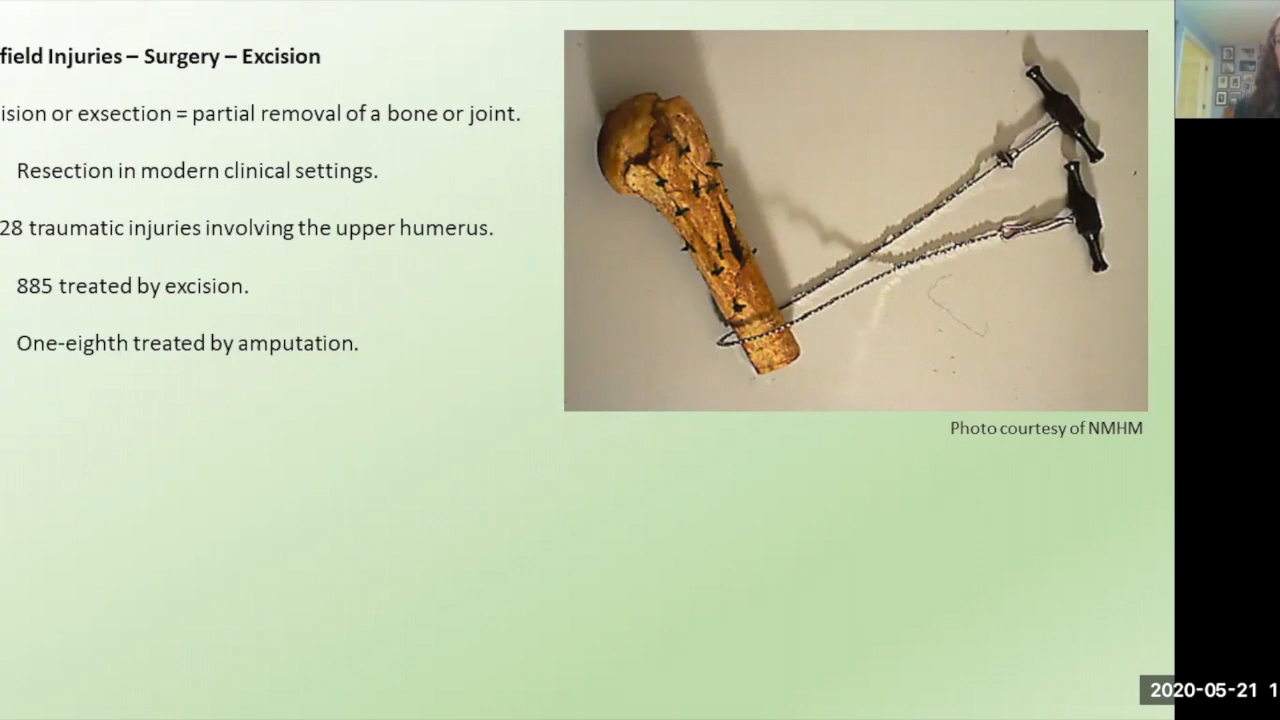 field Injuries – Surgery – Excision
ision or exsection = partial removal of a bone or joint.
Resection in modern clinical settings.
28 traumatic injuries involving the upper humerus.
885 treated by excision.
One-eighth treated by amputation.
Photo courtesy of NMHM
2020-05-21 1